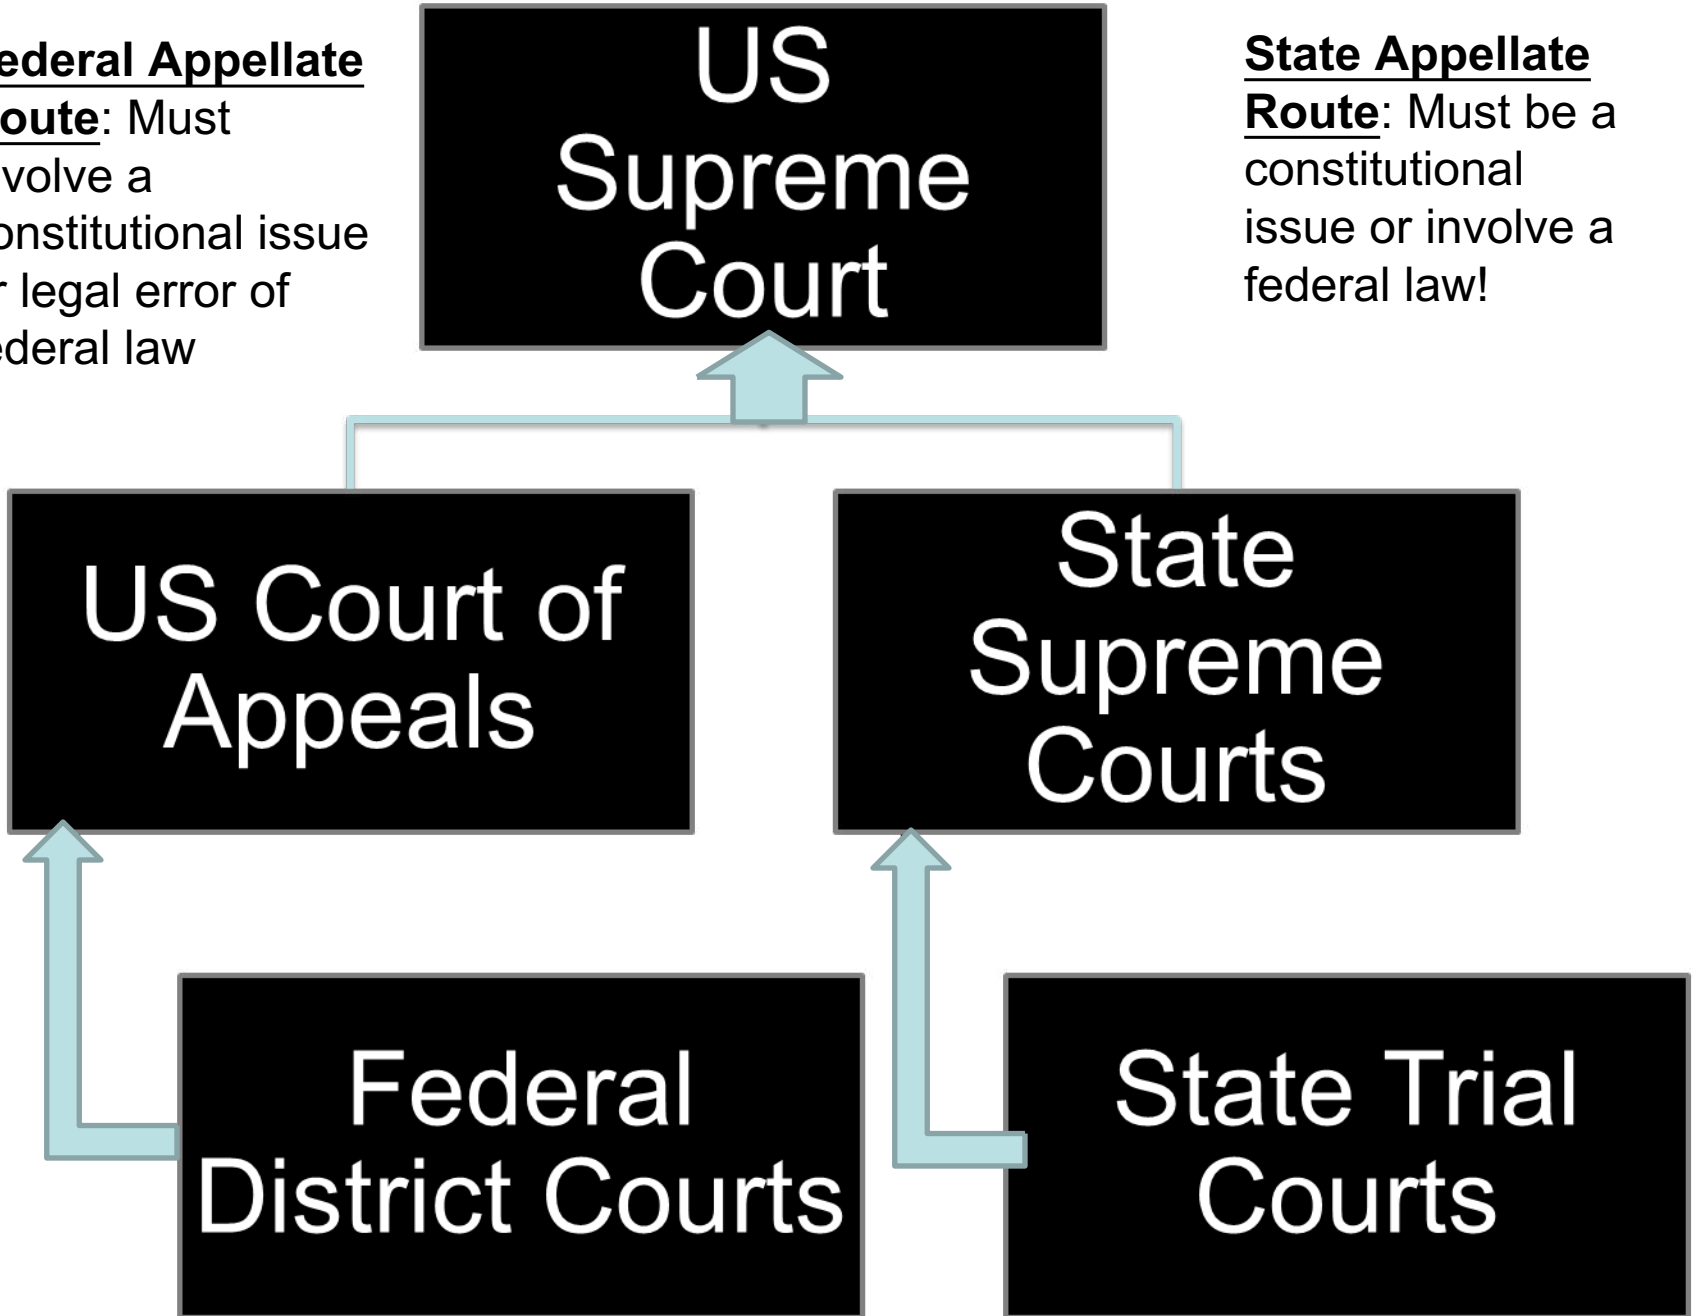 ederal Appellate
oute: Must
volve a
onstitutional issue
r legal error of
ederal law
US
Supreme
Court
State Appellate
Route: Must be a
constitutional
issue or involve a
federal law!
US Court of
Appeals
State
Supreme
Courts
Federal
District Courts
State Trial
Courts